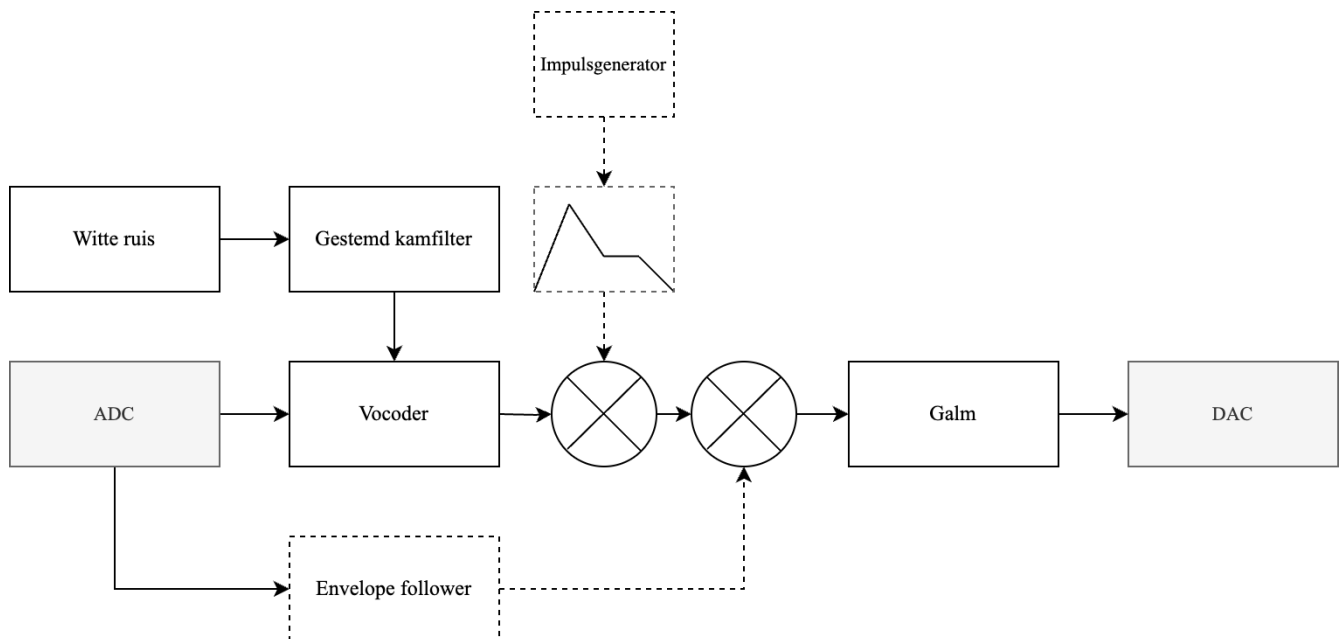 Impulsgenerator
Witte ruis
Gestemd kamfilter
ADC
Vocoder
Galm
DAC
Envelope follower